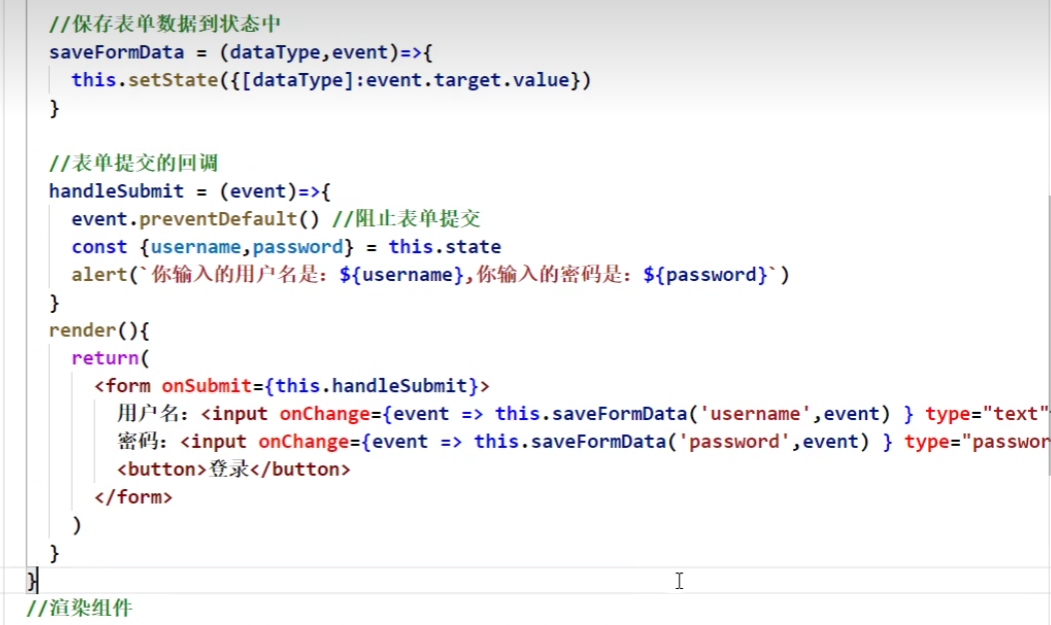 //保存表单数据到状态中
saveFormData = (dataType,event)=>{
this.setState({[dataType]:event.target.value})
}
//表单提交的回调
handleSubmit = (event)=>{
event.preventDefault() //阻止表单提交
const {username,password} = this.state
alert(`你输入的用户名是：${username},你输入的密码是：${password}`)
}
render(){
return(
<form onSubmit={this.handleSubmit}>
用户名：<input onChange={event => this.saveFormData('username',event) } type="text"
密码：<input onChange={event => this.saveFormData('password',event) } type="passwor
<button>登录</button>
</form>
)
}
}
//渲染组件